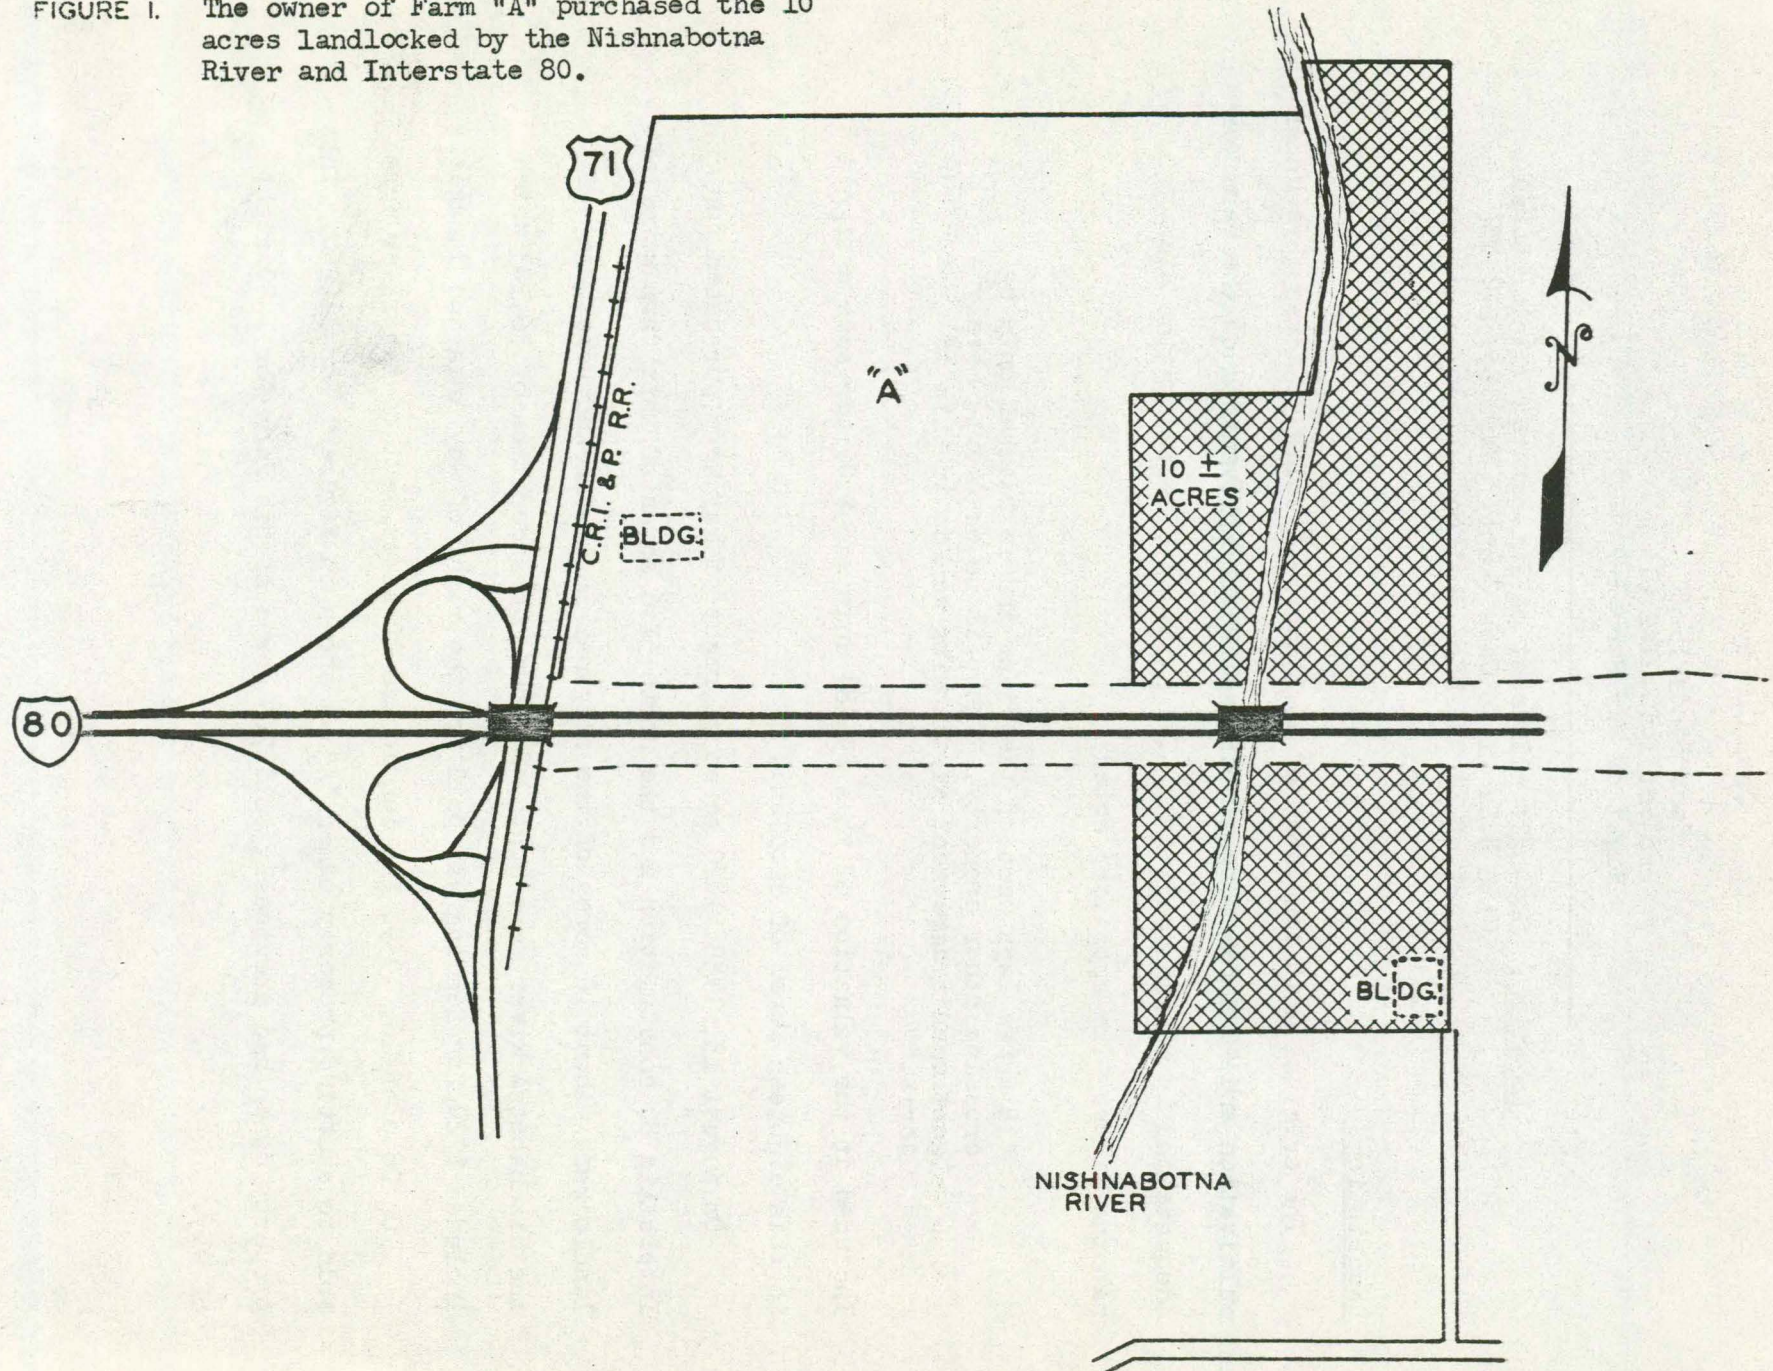 FIGURE I. The owner of Farm "A" purchased the 10
acres landlocked by the Nishnabotna
River and Interstate 80.
71
"A"
C.R.I. & P. R.R.
BLDG.
10 ±
ACRES
N
80
BLDG.
NISHNABOTNA
RIVER